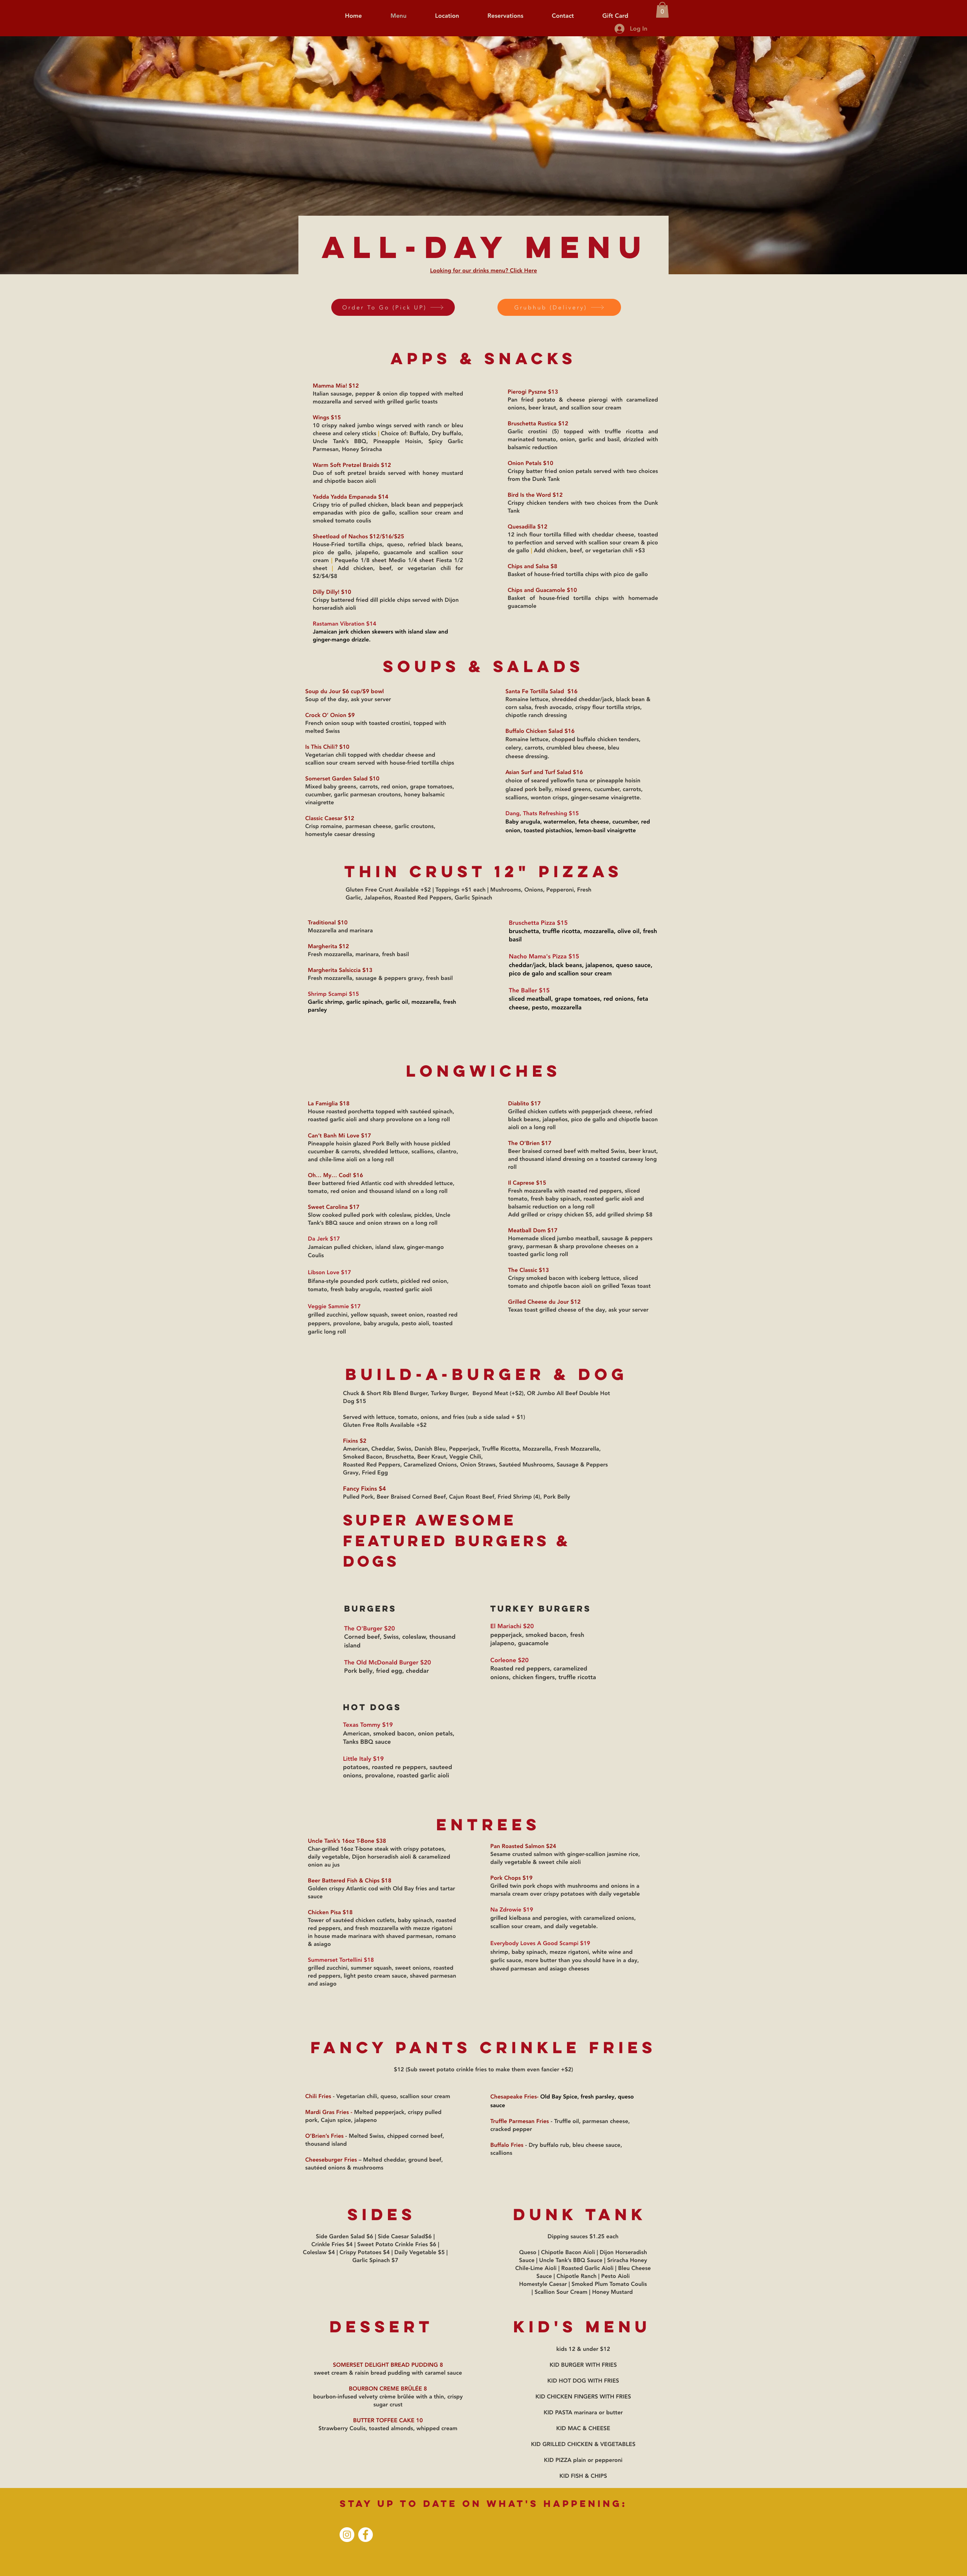 Home Menu Location Reservations Contact Gift Card
0
Log In
ALL-DAY MENU
Looking for our drinks menu? Click Here
Order To Go (Pick UP)
Grubhub (Delivery)
APPS & SNACKS
Mamma Mia! $12
Italian sausage, pepper & onion dip topped with melted
mozzarella and served with grilled garlic toasts
Wings $15
10 crispy naked jumbo wings served with ranch or bleu
cheese and celery sticks | Choice of: Buffalo, Dry buffalo,
Uncle Tank's BBQ, Pineapple Hoisin, Spicy Garlic
Parmesan, Honey Sriracha
Warm Soft Pretzel Braids $12
Duo of soft pretzel braids served with honey mustard
and chipotle bacon aioli
Yadda Yadda Empanada $14
Crispy trio of pulled chicken, black bean and pepperjack
empanadas with pico de gallo, scallion sour cream and
smoked tomato coulis
Sheetload of Nachos $12/$16/$25
House-Fried tortilla chips, queso, refried black beans,
pico de gallo, jalapeño, guacamole and scallion sour
cream | Pequeño 1/8 sheet Medio 1/4 sheet Fiesta 1/2
sheet | Add chicken, beef, or vegetarian chili for
$2/$4/$8
Dilly Dilly! $10
Crispy battered fried dill pickle chips served with Dijon
horseradish aioli
Rastaman Vibration $14
Jamaican jerk chicken skewers with island slaw and
ginger-mango drizzle.
Pierogi Pyszne $13
Pan fried potato & cheese pierogi with caramelized
onions, beer kraut, and scallion sour cream
Bruschetta Rustica $12
Garlic crostini (5) topped with truffle ricotta and
marinated tomato, onion, garlic and basil, drizzled with
balsamic reduction
Onion Petals $10
Crispy batter fried onion petals served with two choices
from the Dunk Tank
Bird Is the Word $12
Crispy chicken tenders with two choices from the Dunk
Tank
Quesadilla $12
12 inch flour tortilla filled with cheddar cheese, toasted
to perfection and served with scallion sour cream & pico
de gallo | Add chicken, beef, or vegetarian chili +$3
Chips and Salsa $8
Basket of house-fried tortilla chips with pico de gallo
Chips and Guacamole $10
Basket of house-fried tortilla chips with homemade
guacamole
SOUPS & SALADS
Soup du Jour $6 cup/$9 bowl
Soup of the day, ask your server
Crock O' Onion $9
French onion soup with toasted crostini, topped with
melted Swiss
Is This Chili? $10
Vegetarian chili topped with cheddar cheese and
scallion sour cream served with house-fried tortilla chips
Somerset Garden Salad $10
Mixed baby greens, carrots, red onion, grape tomatoes,
cucumber, garlic parmesan croutons, honey balsamic
vinaigrette
Classic Caesar $12
Crisp romaine, parmesan cheese, garlic croutons,
homestyle caesar dressing
Santa Fe Tortilla Salad $16
Romaine lettuce, shredded cheddar/jack, black bean &
corn salsa, fresh avocado, crispy flour tortilla strips,
chipotle ranch dressing
Buffalo Chicken Salad $16
Romaine lettuce, chopped buffalo chicken tenders,
celery, carrots, crumbled bleu cheese, bleu
cheese dressing.
Asian Surf and Turf Salad $16
choice of seared yellowfin tuna or pineapple hoisin
glazed pork belly, mixed greens, cucumber, carrots,
scallions, wonton crisps, ginger-sesame vinaigrette.
Dang, Thats Refreshing $15
Baby arugula, watermelon, feta cheese, cucumber, red
onion, toasted pistachios, lemon-basil vinaigrette
THIN CRUST 12" PIZZAS
Gluten Free Crust Available +$2 | Toppings +$1 each | Mushrooms, Onions, Pepperoni, Fresh
Garlic, Jalapeños, Roasted Red Peppers, Garlic Spinach
Traditional $10
Mozzarella and marinara
Margherita $12
Fresh mozzarella, marinara, fresh basil
Margherita Salsiccia $13
Fresh mozzarella, sausage & peppers gravy, fresh basil
Shrimp Scampi $15
Garlic shrimp, garlic spinach, garlic oil, mozzarella, fresh
parsley
Bruschetta Pizza $15
bruschetta, truffle ricotta, mozzarella, olive oil, fresh
basil
Nacho Mama's Pizza $15
cheddar/jack, black beans, jalapenos, queso sauce,
pico de galo and scallion sour cream
The Baller $15
sliced meatball, grape tomatoes, red onions, feta
cheese, pesto, mozzarella
LONGWICHES
La Famiglia $18
House roasted porchetta topped with sautéed spinach,
roasted garlic aioli and sharp provolone on a long roll
Can't Banh Mi Love $17
Pineapple hoisin glazed Pork Belly with house pickled
cucumber & carrots, shredded lettuce, scallions, cilantro,
and chile-lime aioli on a long roll
Oh... My... Cod! $16
Beer battered fried Atlantic cod with shredded lettuce,
tomato, red onion and thousand island on a long roll
Sweet Carolina $17
Slow cooked pulled pork with coleslaw, pickles, Uncle
Tank's BBQ sauce and onion straws on a long roll
Da Jerk $17
Jamaican pulled chicken, island slaw, ginger-mango
Coulis
Libson Love $17
Bifana-style pounded pork cutlets, pickled red onion,
tomato, fresh baby arugula, roasted garlic aioli
Veggie Sammie $17
grilled zucchini, yellow squash, sweet onion, roasted red
peppers, provolone, baby arugula, pesto aioli, toasted
garlic long roll
Diablito $17
Grilled chicken cutlets with pepperjack cheese, refried
black beans, jalapeños, pico de gallo and chipotle bacon
aioli on a long roll
The O'Brien $17
Beer braised corned beef with melted Swiss, beer kraut,
and thousand island dressing on a toasted caraway long
roll
Il Caprese $15
Fresh mozzarella with roasted red peppers, sliced
tomato, fresh baby spinach, roasted garlic aioli and
balsamic reduction on a long roll
Add grilled or crispy chicken $5, add grilled shrimp $8
Meatball Dom $17
Homemade sliced jumbo meatball, sausage & peppers
gravy, parmesan & sharp provolone cheeses on a
toasted garlic long roll
The Classic $13
Crispy smoked bacon with iceberg lettuce, sliced
tomato and chipotle bacon aioli on grilled Texas toast
Grilled Cheese du Jour $12
Texas toast grilled cheese of the day, ask your server
BUILD-A-BURGER & DOG
Chuck & Short Rib Blend Burger, Turkey Burger, Beyond Meat (+$2), OR Jumbo All Beef Double Hot
Dog $15
Served with lettuce, tomato, onions, and fries (sub a side salad + $1)
Gluten Free Rolls Available +$2
Fixins $2
American, Cheddar, Swiss, Danish Bleu, Pepperjack, Truffle Ricotta, Mozzarella, Fresh Mozzarella,
Smoked Bacon, Bruschetta, Beer Kraut, Veggie Chili,
Roasted Red Peppers, Caramelized Onions, Onion Straws, Sautéed Mushrooms, Sausage & Peppers
Gravy, Fried Egg
Fancy Fixins $4
Pulled Pork, Beer Braised Corned Beef, Cajun Roast Beef, Fried Shrimp (4), Pork Belly
SUPER AWESOME
FEATURED BURGERS &
DOGS
BURGERS
The O'Burger $20
Corned beef, Swiss, coleslaw, thousand
island
The Old McDonald Burger $20
Pork belly, fried egg, cheddar
TURKEY BURGERS
El Mariachi $20
pepperjack, smoked bacon, fresh
jalapeno, guacamole
Corleone $20
Roasted red peppers, caramelized
onions, chicken fingers, truffle ricotta
HOT DOGS
Texas Tommy $19
American, smoked bacon, onion petals,
Tanks BBQ sauce
Little Italy $19
potatoes, roasted re peppers, sauteed
onions, provalone, roasted garlic aioli
ENTREES
Uncle Tank's 16oz T-Bone $38
Char-grilled 16oz T-bone steak with crispy potatoes,
daily vegetable, Dijon horseradish aioli & caramelized
onion au jus
Beer Battered Fish & Chips $18
Golden crispy Atlantic cod with Old Bay fries and tartar
sauce
Chicken Pisa $18
Tower of sautéed chicken cutlets, baby spinach, roasted
red peppers, and fresh mozzarella with mezze rigatoni
in house made marinara with shaved parmesan, romano
& asiago
Summerset Tortellini $18
grilled zucchini, summer squash, sweet onions, roasted
red peppers, light pesto cream sauce, shaved parmesan
and asiago
Pan Roasted Salmon $24
Sesame crusted salmon with ginger-scallion jasmine rice,
daily vegetable & sweet chile aioli
Pork Chops $19
Grilled twin pork chops with mushrooms and onions in a
marsala cream over crispy potatoes with daily vegetable
Na Zdrowie $19
grilled kielbasa and perogies, with caramelized onions,
scallion sour cream, and daily vegetable.
Everybody Loves A Good Scampi $19
shrimp, baby spinach, mezze rigatoni, white wine and
garlic sauce, more butter than you should have in a day,
shaved parmesan and asiago cheeses
FANCY PANTS CRINKLE FRIES
$12 (Sub sweet potato crinkle fries to make them even fancier +$2)
Chili Fries - Vegetarian chili, queso, scallion sour cream
Mardi Gras Fries - Melted pepperjack, crispy pulled
pork, Cajun spice, jalapeno
O'Brien's Fries - Melted Swiss, chipped corned beef,
thousand island
Cheeseburger Fries – Melted cheddar, ground beef,
sautéed onions & mushrooms
Chesapeake Fries- Old Bay Spice, fresh parsley, queso
sauce
Truffle Parmesan Fries - Truffle oil, parmesan cheese,
cracked pepper
Buffalo Fries - Dry buffalo rub, bleu cheese sauce,
scallions
SIDES
Side Garden Salad $6 | Side Caesar Salad$6 |
Crinkle Fries $4 | Sweet Potato Crinkle Fries $6 |
Coleslaw $4 | Crispy Potatoes $4 | Daily Vegetable $5 |
Garlic Spinach $7
DUNK TANK
Dipping sauces $1.25 each
Queso | Chipotle Bacon Aioli | Dijon Horseradish
Sauce | Uncle Tank's BBQ Sauce | Sriracha Honey
Chile-Lime Aioli | Roasted Garlic Aioli | Bleu Cheese
Sauce | Chipotle Ranch | Pesto Aioli
Homestyle Caesar | Smoked Plum Tomato Coulis
| Scallion Sour Cream | Honey Mustard
DESSERT
SOMERSET DELIGHT BREAD PUDDING 8
sweet cream & raisin bread pudding with caramel sauce
BOURBON CREME BRÛLÉE 8
bourbon-infused velvety crème brûlée with a thin, crispy
sugar crust
BUTTER TOFFEE CAKE 10
Strawberry Coulis, toasted almonds, whipped cream
KID'S MENU
kids 12 & under $12
KID BURGER WITH FRIES
KID HOT DOG WITH FRIES
KID CHICKEN FINGERS WITH FRIES
KID PASTA marinara or butter
KID MAC & CHEESE
KID GRILLED CHICKEN & VEGETABLES
KID PIZZA plain or pepperoni
KID FISH & CHIPS
STAY UP TO DATE ON WHAT'S HAPPENING: